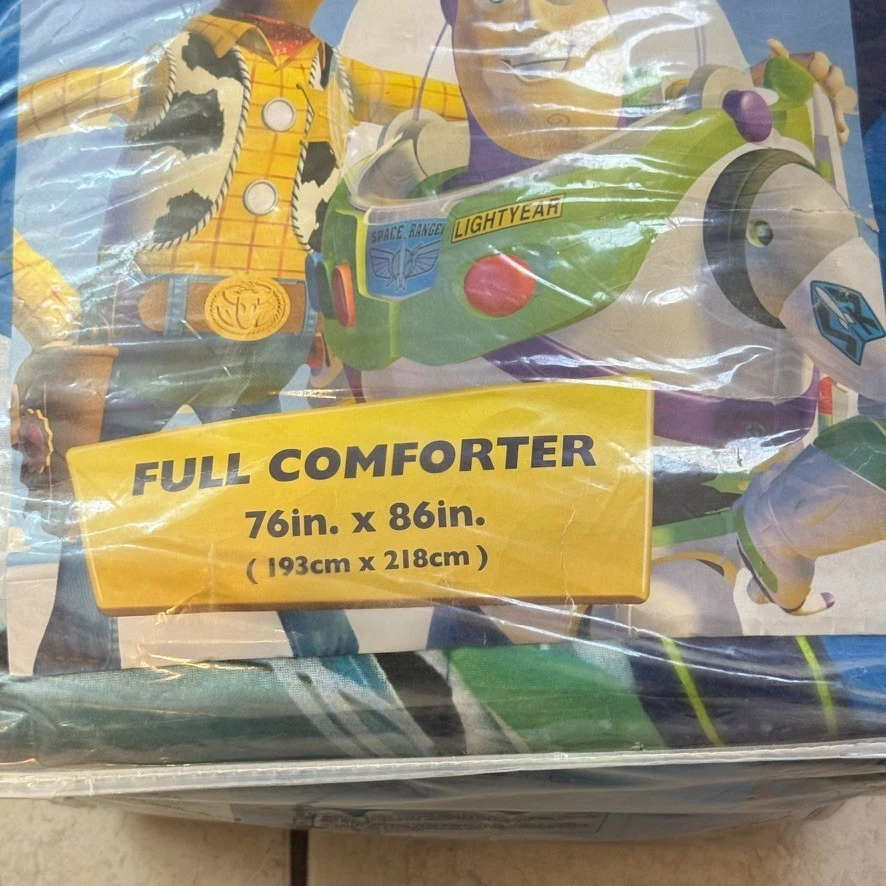 SPACE RANGER
LIGHTYEAR
FULL COMFORTER
76in. x 86in.
( 193cm x 218cm )